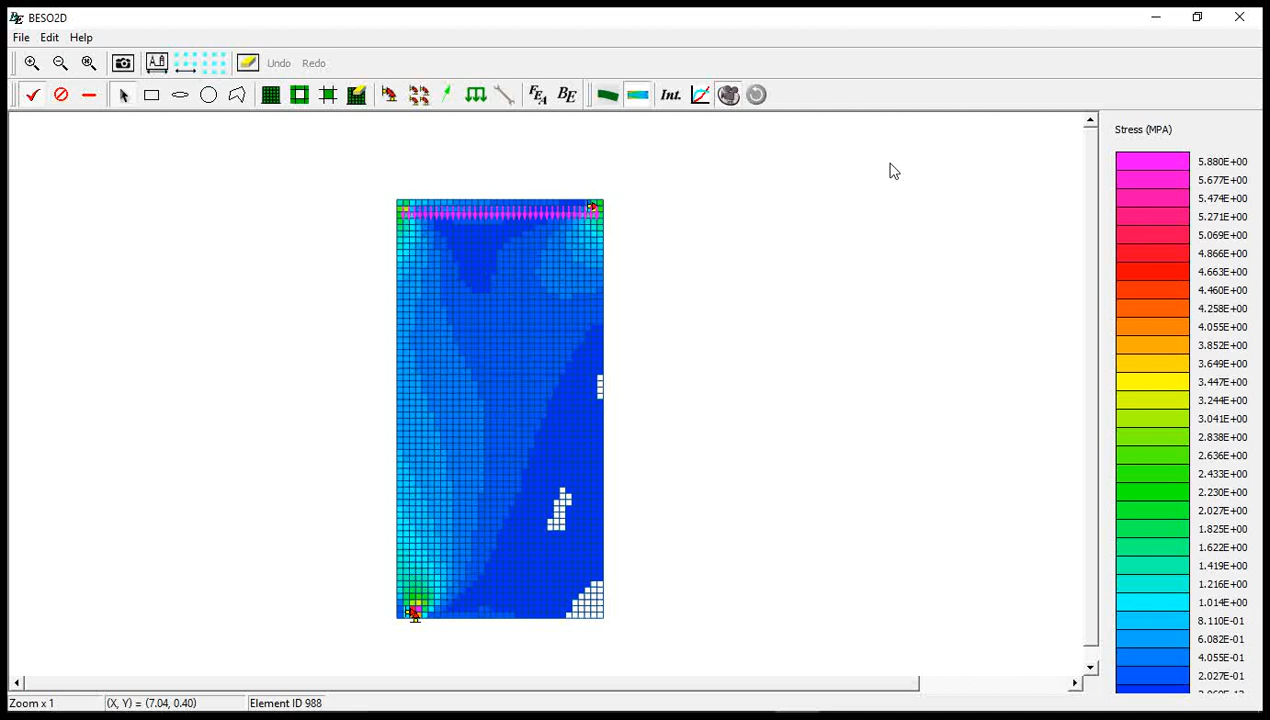 BESO2D
File Edit Help
A.I Undo Redo
FEA BE Int.
Stress (MPA)
5.880E+00
5.677E+00
5.474E+00
5.271E+00
5.069E+00
4.866E+00
4.663E+00
4.460E+00
4.258E+00
4.055E+00
3.852E+00
3.649E+00
3.447E+00
3.244E+00
3.041E+00
2.838E+00
2.636E+00
2.433E+00
2.230E+00
2.027E+00
1.825E+00
1.622E+00
1.419E+00
1.216E+00
1.014E+00
8.110E-01
6.082E-01
4.055E-01
2.027E-01
Zoom x 1 (X, Y) = (7.04, 0.40) Element ID 988